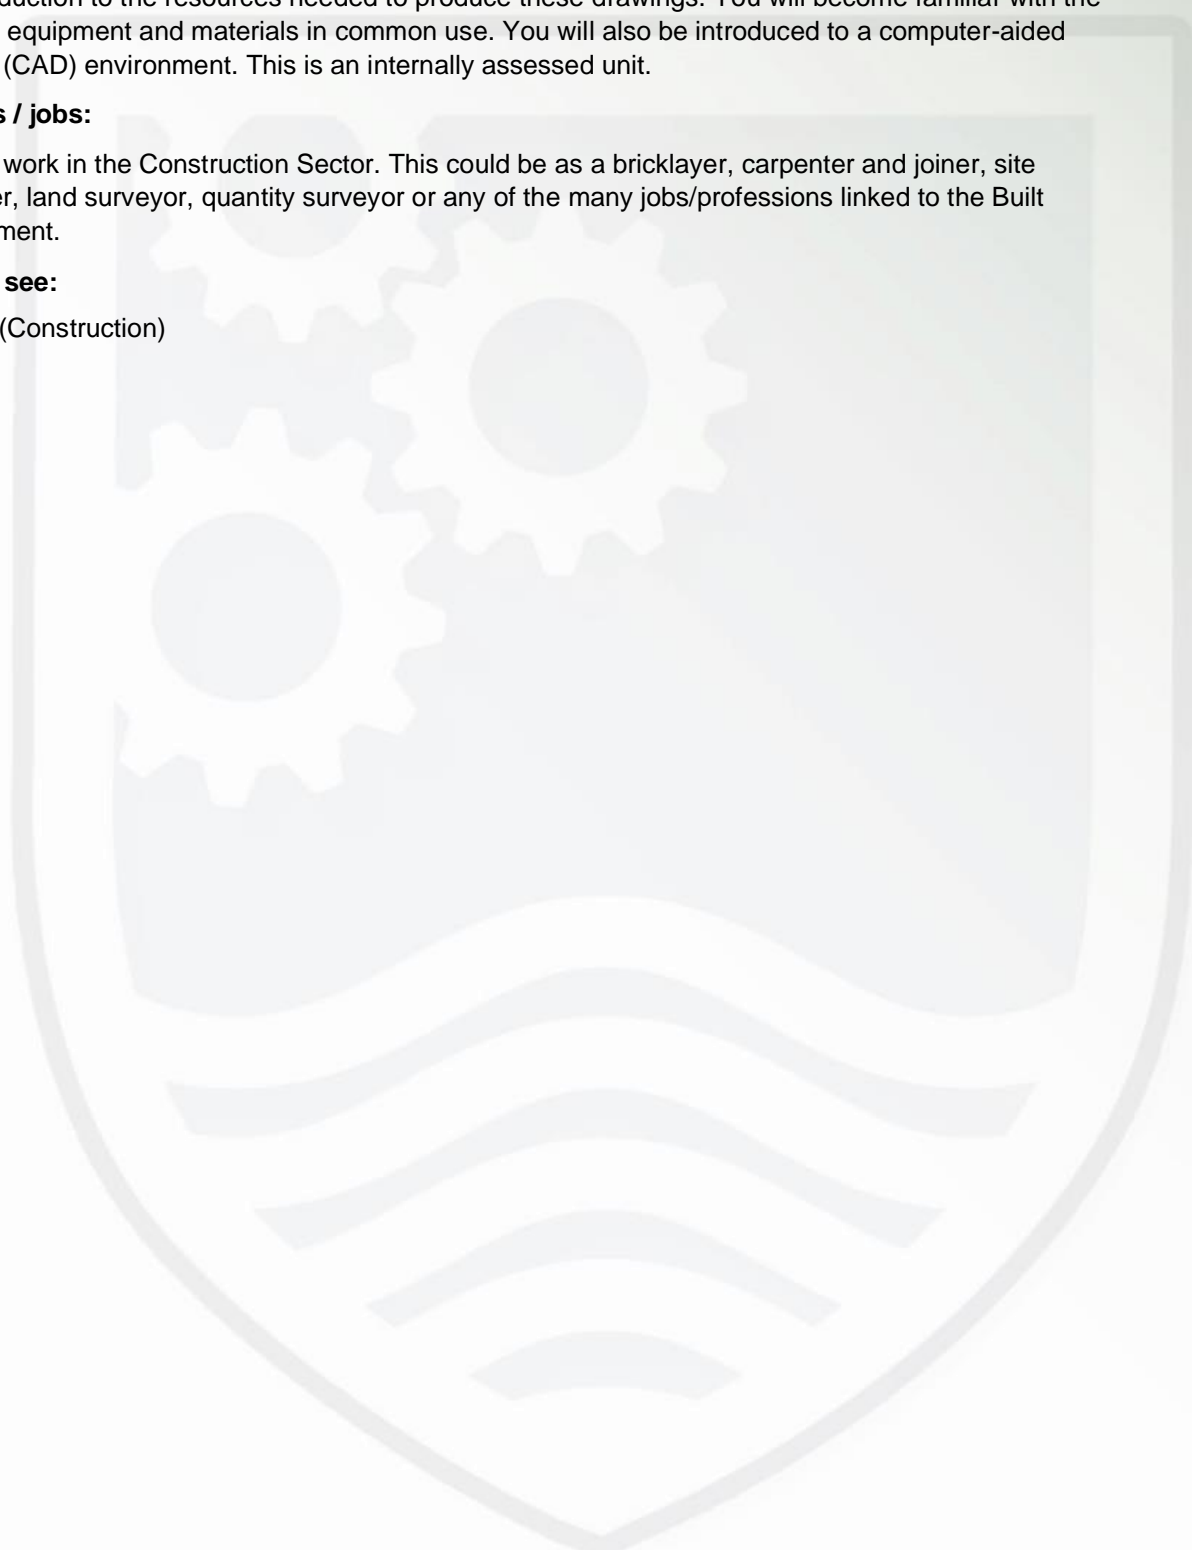 duction to the resources needed to produce these drawings. You will become familiar with the
equipment and materials in common use. You will also be introduced to a computer-aided
(CAD) environment. This is an internally assessed unit.
s / jobs:
work in the Construction Sector. This could be as a bricklayer, carpenter and joiner, site
er, land surveyor, quantity surveyor or any of the many jobs/professions linked to the Built
ment.
see:
(Construction)